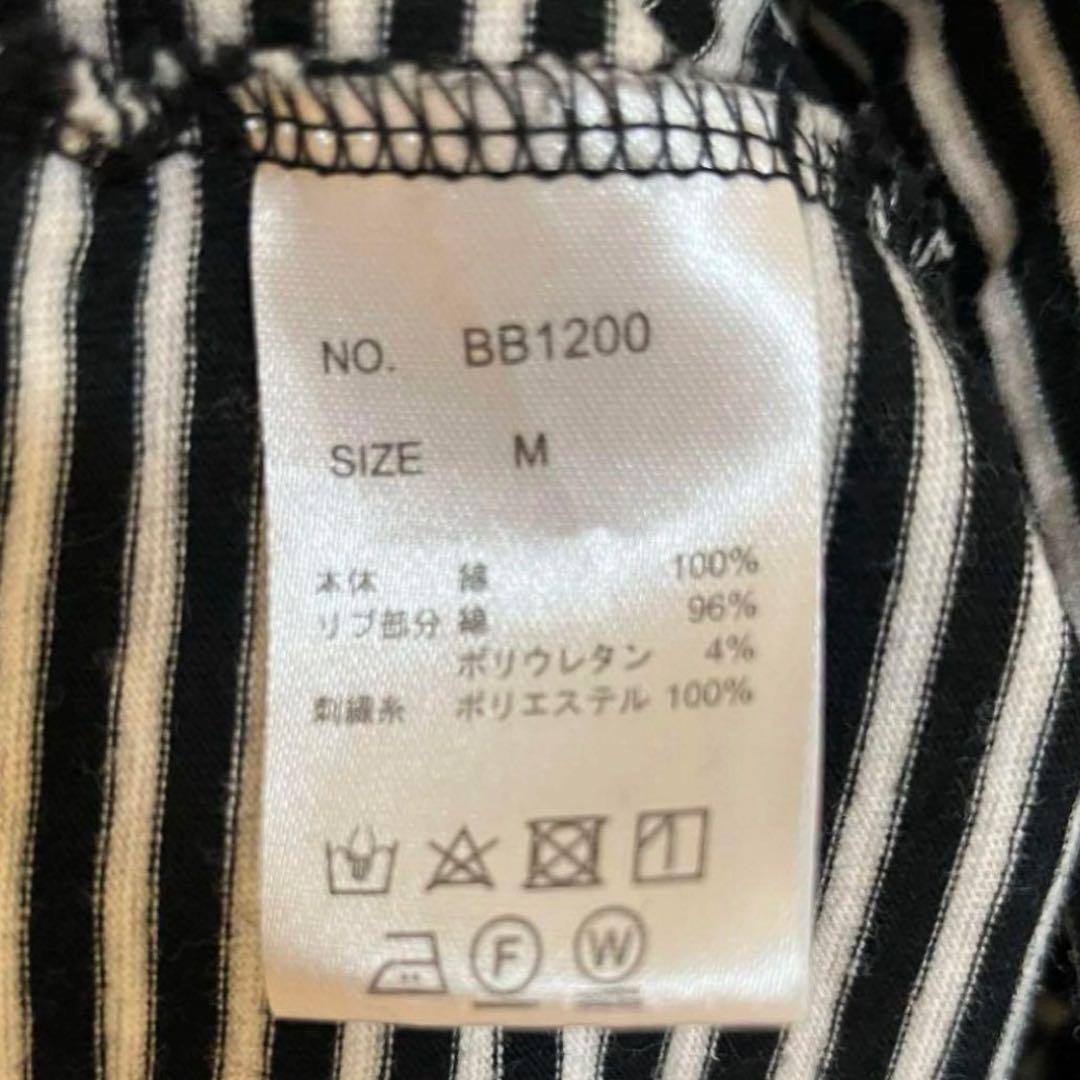 NO. BB1200
SIZE M
本体 綿 100%
リブ部分 綿 96%
ポリウレタン 4%
刺繍糸 ポリエステル 100%
F W